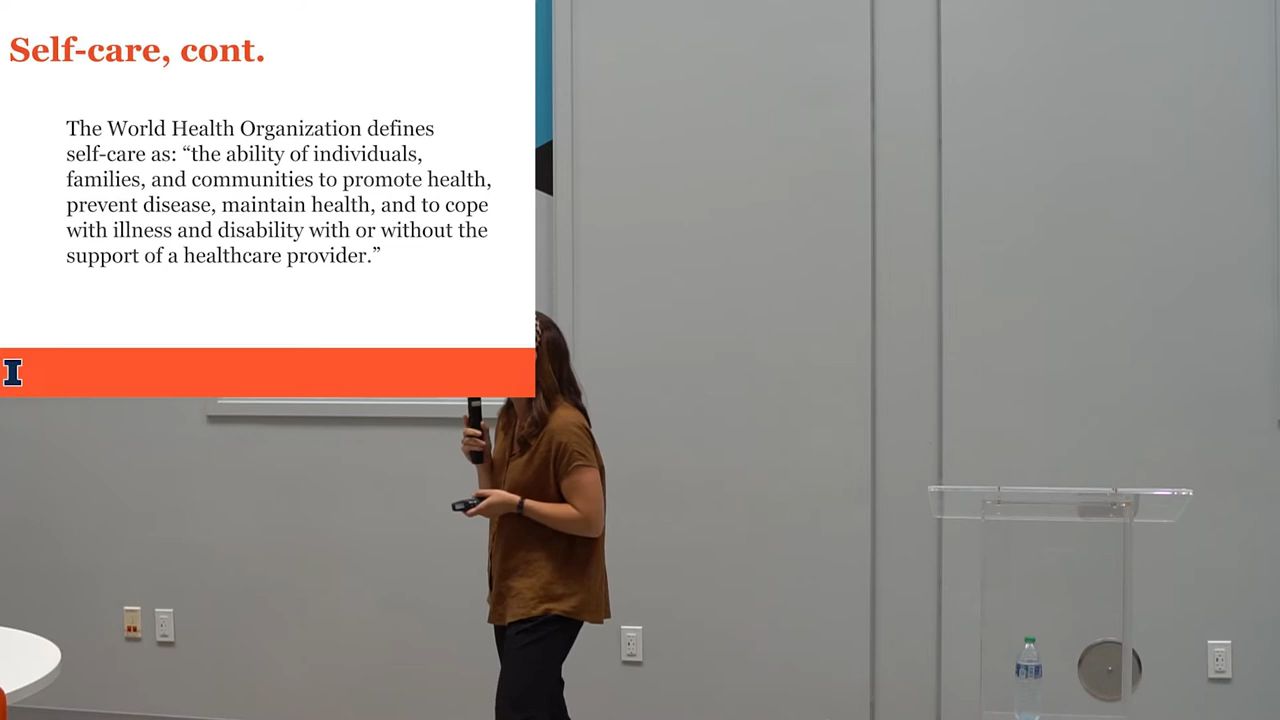 Self-care, cont.
The World Health Organization defines
self-care as: “the ability of individuals,
families, and communities to promote health,
prevent disease, maintain health, and to cope
with illness and disability with or without the
support of a healthcare provider.”
I